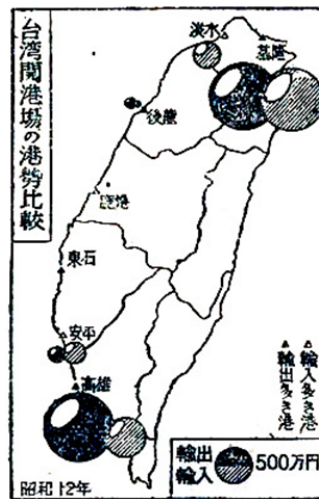 台湾開港場の港勢比較
淡水
基隆
後龍
鹿港
東石
安平
高雄
▲輸入多き港
▲輸出多き港
輸出
輸入
500万円
昭和12年